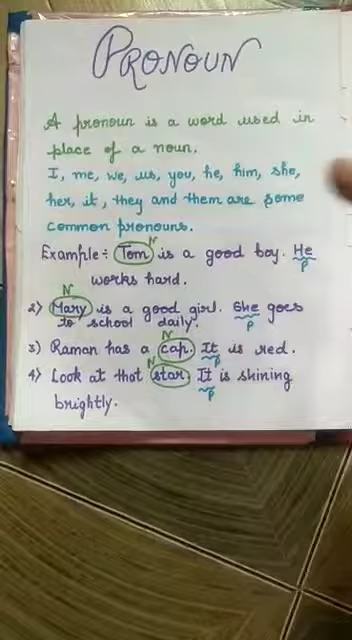 PRONOUN
A pronoun is a word used in
place of a noun.
I, me, we, us, you, he, him, she,
her, it, they and them are some
common pronouns.
N
Example :- Tom is a good boy. He
P
works hard.
N
2) Mary is a good girl. She goes
P
to school daily.
N
3) Raman has a cap. It is red.
P
N
4) Look at that star. It is shining
P
brightly.